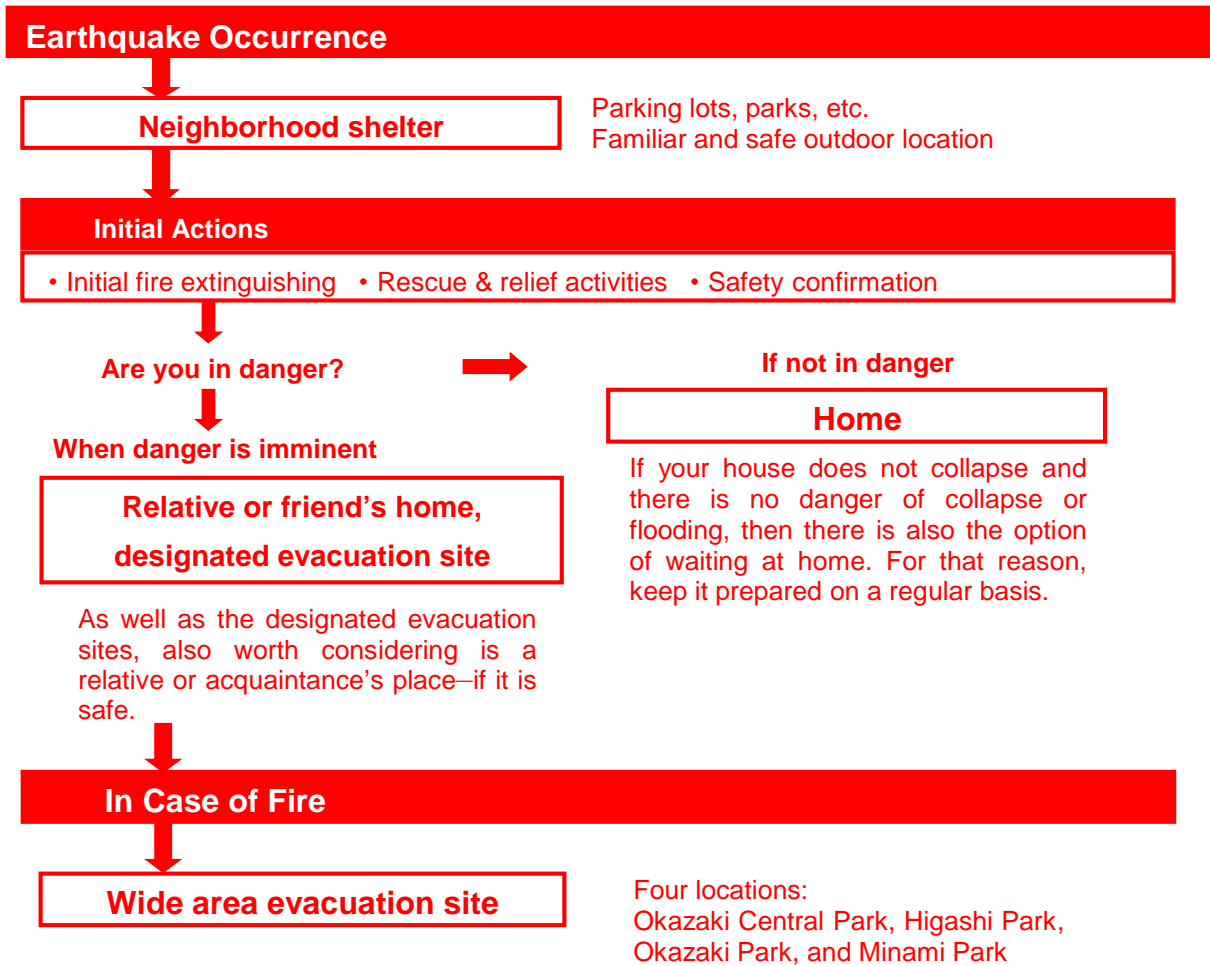 Earthquake Occurrence
Neighborhood shelter
Parking lots, parks, etc.
Familiar and safe outdoor location
Initial Actions
・Initial fire extinguishing ・Rescue & relief activities ・Safety confirmation
Are you in danger?
If not in danger
Home
If your house does not collapse and
there is no danger of collapse or
flooding, then there is also the option
of waiting at home. For that reason,
keep it prepared on a regular basis.
When danger is imminent
Relative or friend's home,
designated evacuation site
As well as the designated evacuation
sites, also worth considering is a
relative or acquaintance's place—if it is
safe.
In Case of Fire
Wide area evacuation site
Four locations:
Okazaki Central Park, Higashi Park,
Okazaki Park, and Minami Park